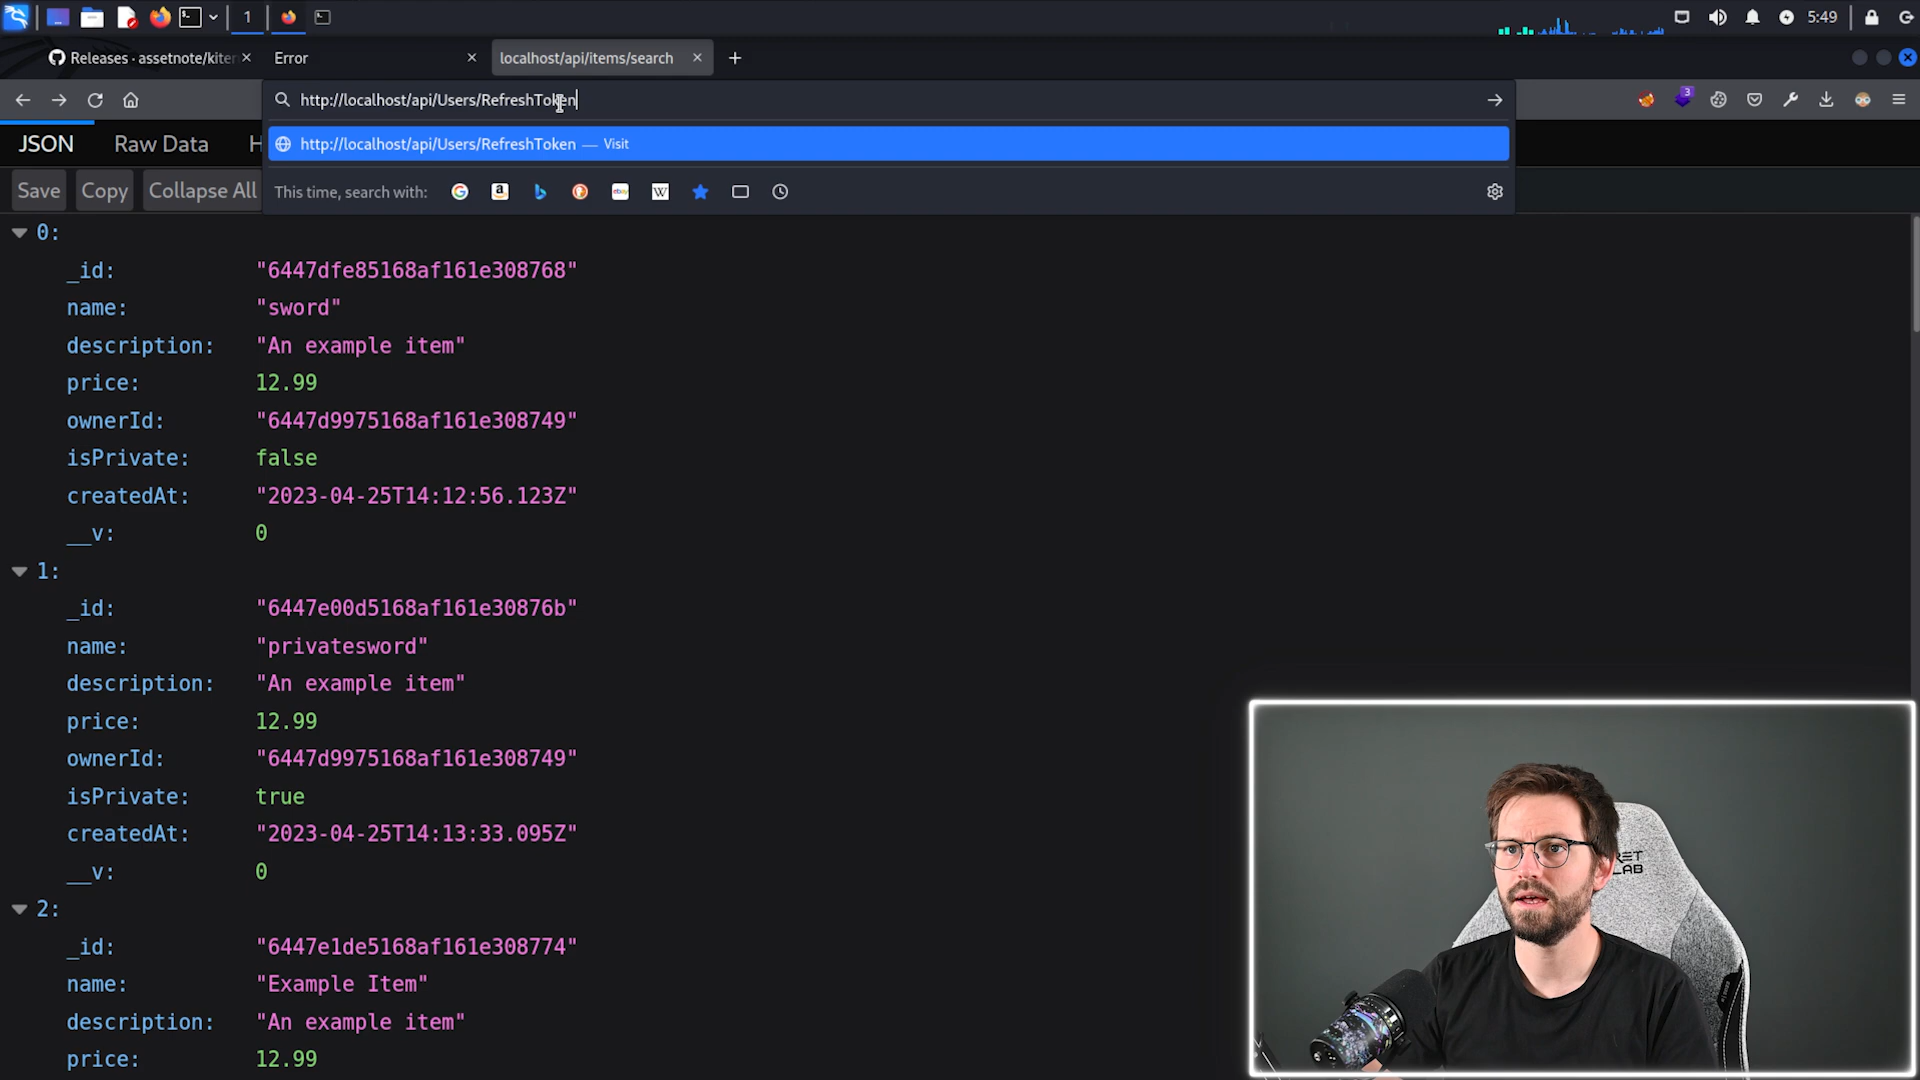 1
5:49
Releases · assetnote/kiter
Error
localhost/api/items/search
http://localhost/api/Users/RefreshToken
3
JSON
Raw Data
H
http://localhost/api/Users/RefreshToken — Visit
Save
Copy
Collapse All
This time, search with:
0:
_id: "6447dfe85168af161e308768"
name: "sword"
description: "An example item"
price: 12.99
ownerId: "6447d9975168af161e308749"
isPrivate: false
createdAt: "2023-04-25T14:12:56.123Z"
__v: 0
1:
_id: "6447e00d5168af161e30876b"
name: "privatesword"
description: "An example item"
price: 12.99
ownerId: "6447d9975168af161e308749"
isPrivate: true
createdAt: "2023-04-25T14:13:33.095Z"
__v: 0
2:
_id: "6447e1de5168af161e308774"
name: "Example Item"
description: "An example item"
price: 12.99
RET
LAB